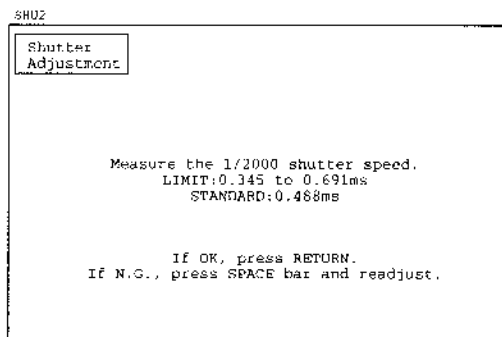 SHU2
Shutter
Adjustment
Measure the 1/2000 shutter speed.
LIMIT:0.345 to 0.691ms
STANDARD:0.488ms
If OK, press RETURN.
If N.G., press SPACE bar and readjust.